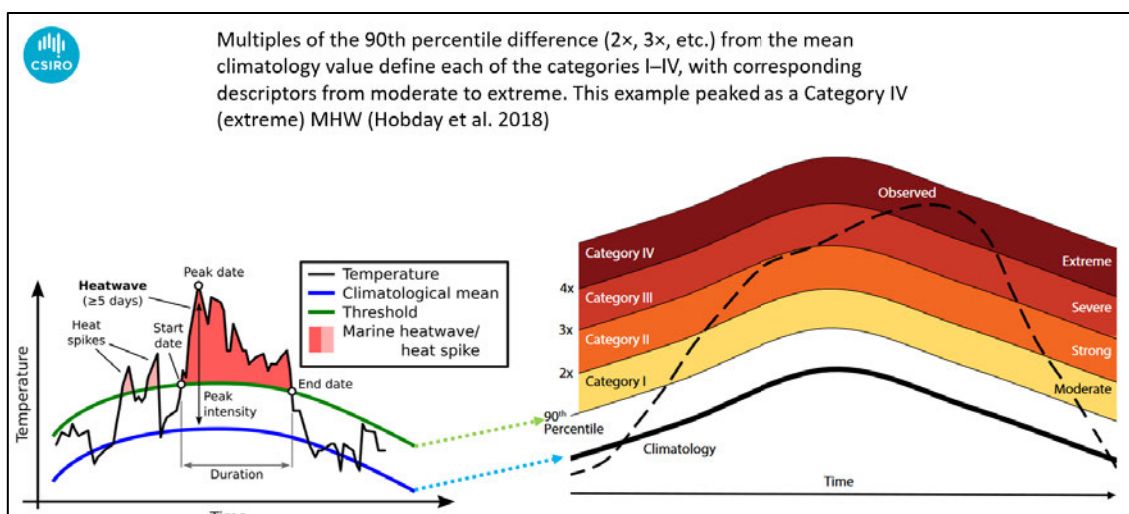 CSIRO
Multiples of the 90th percentile difference (2×, 3×, etc.) from the mean
climatology value define each of the categories I–IV, with corresponding
descriptors from moderate to extreme. This example peaked as a Category IV
(extreme) MHW (Hobday et al. 2018)
Temperature
Heat
spikes
Heatwave
(≥5 days)
Start
date
Peak date
Peak
intensity
End date
Duration
Time
Temperature
Climatological mean
Threshold
Marine heatwave/
heat spike
Observed
Category IV
Extreme
4x
Category III
Severe
3x
Category II
Strong
2x
Category I
Moderate
90th
Percentile
Climatology
Time